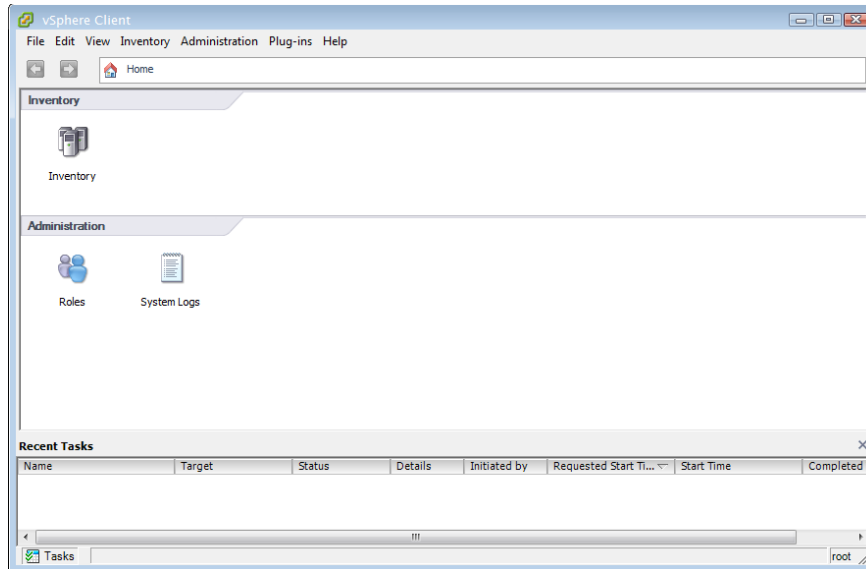 vSphere Client
File Edit View Inventory Administration Plug-ins Help
Home
Inventory
Inventory
Administration
Roles System Logs
Recent Tasks
Name Target Status Details Initiated by Requested Start Ti... Start Time Completed
Tasks root